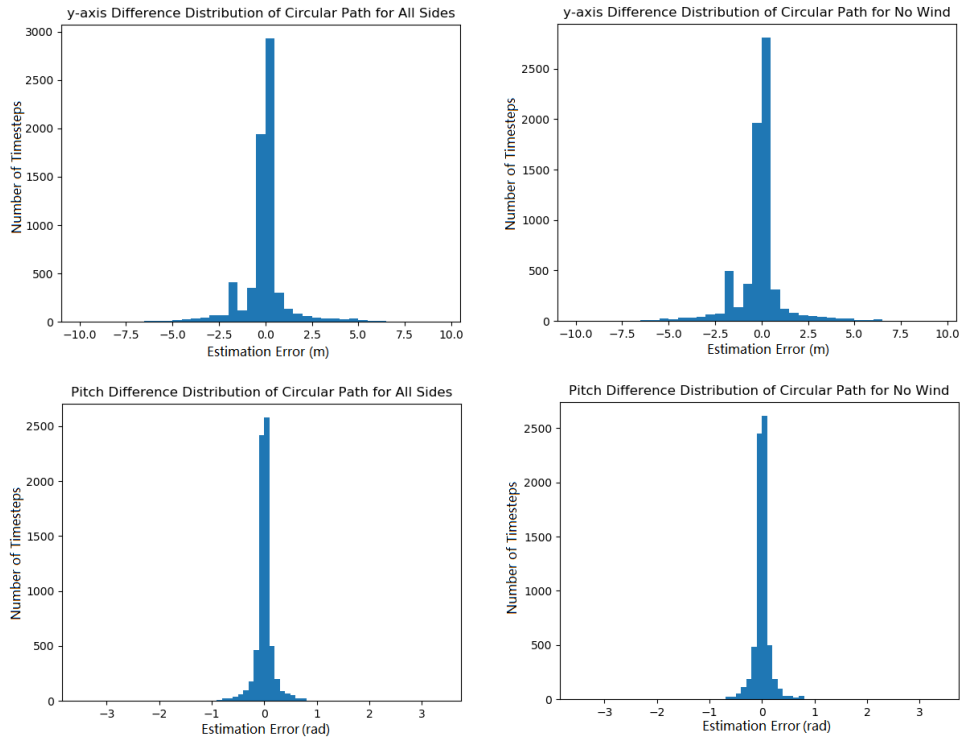 y-axis Difference Distribution of Circular Path for All Sides
3000
2500
2000
1500
1000
500
0
Number of Timesteps
−10.0 −7.5 −5.0 −2.5 0.0 2.5 5.0 7.5 10.0
Estimation Error (m)
y-axis Difference Distribution of Circular Path for No Wind
2500
2000
1500
1000
500
0
Number of Timesteps
−10.0 −7.5 −5.0 −2.5 0.0 2.5 5.0 7.5 10.0
Estimation Error (m)
Pitch Difference Distribution of Circular Path for All Sides
2500
2000
1500
1000
500
0
Number of Timesteps
−3 −2 −1 0 1 2 3
Estimation Error (rad)
Pitch Difference Distribution of Circular Path for No Wind
2500
2000
1500
1000
500
0
Number of Timesteps
−3 −2 −1 0 1 2 3
Estimation Error (rad)